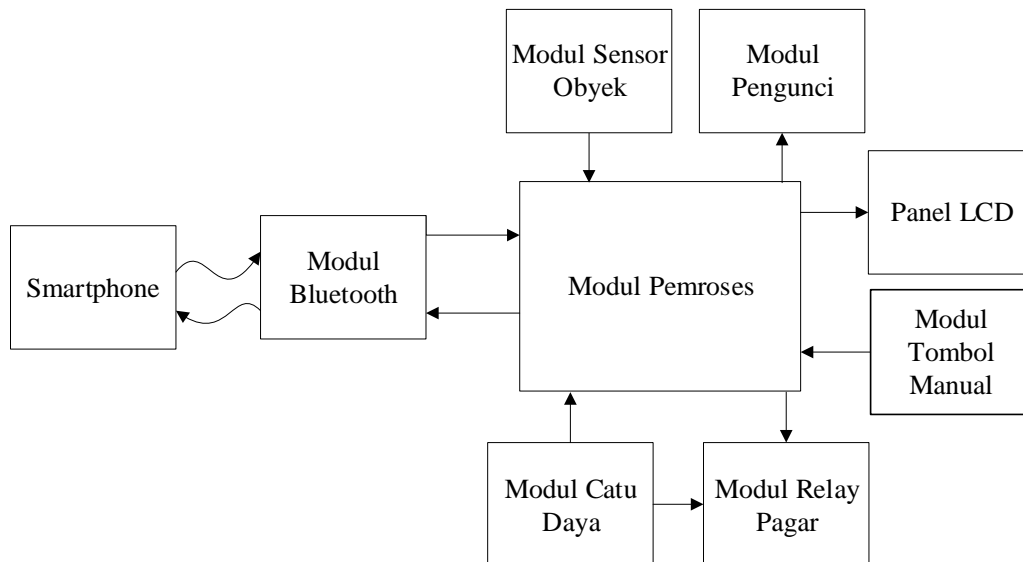 Modul Sensor
Obyek
Modul
Pengunci
Panel LCD
Smartphone
Modul
Bluetooth
Modul Pemroses
Modul
Tombol
Manual
Modul Catu
Daya
Modul Relay
Pagar